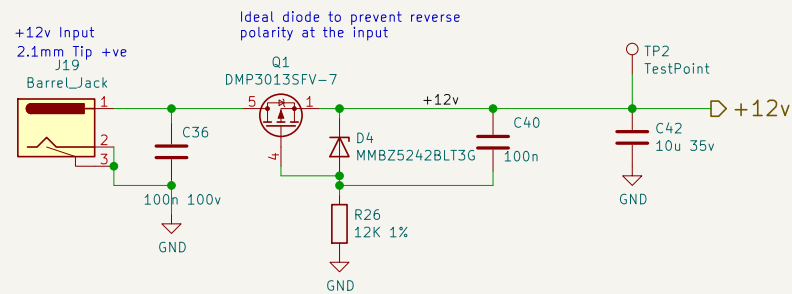 Ideal diode to prevent reverse
polarity at the input
+12v Input
2.1mm Tip +ve
J19
Barrel_Jack
1
2
3
C36
100n 100v
GND
Q1
DMP3013SFV-7
5
1
4
D4
MMBZ5242BLT3G
R26
12K 1%
GND
+12v
C40
100n
TP2
TestPoint
C42
10u 35v
GND
+12v